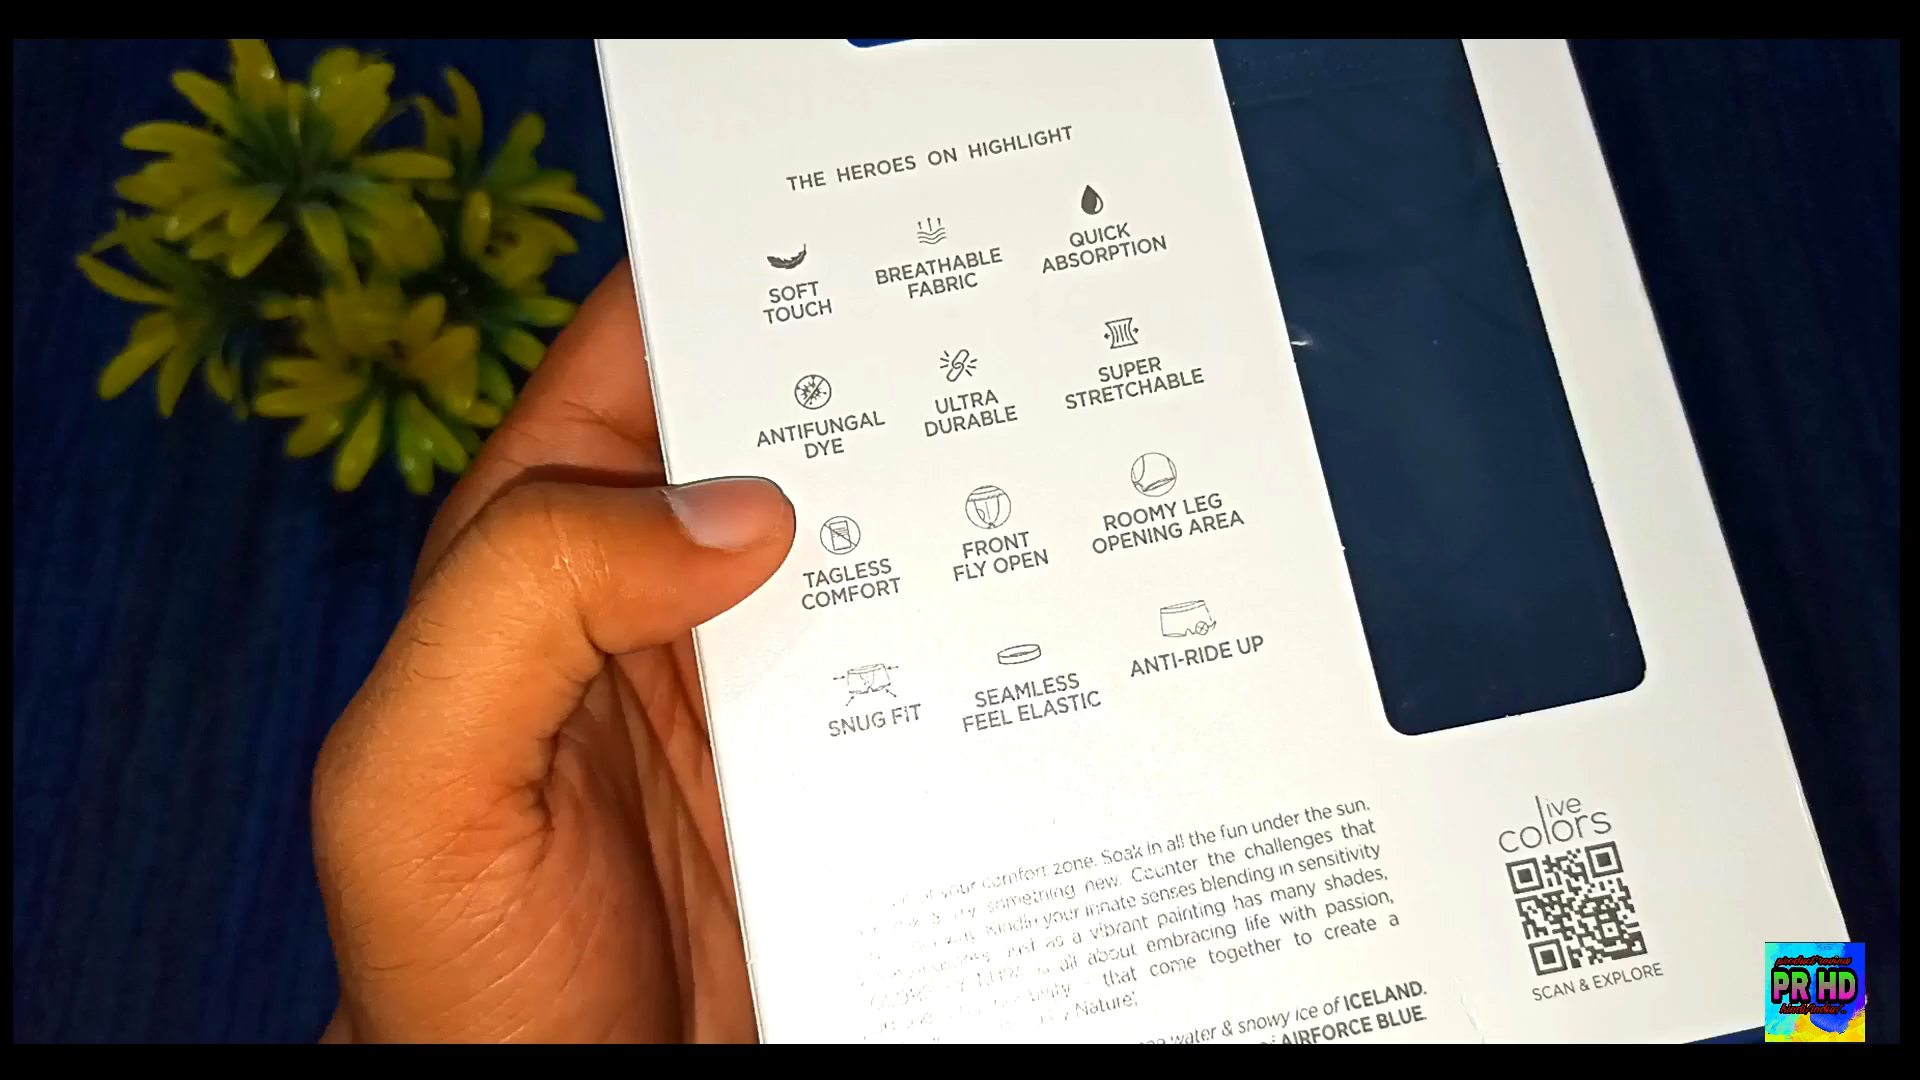 THE HEROES ON HIGHLIGHT
SOFT
TOUCH
BREATHABLE
FABRIC
QUICK
ABSORPTION
ANTIFUNGAL
DYE
ULTRA
DURABLE
SUPER
STRETCHABLE
TAGLESS
COMFORT
FRONT
FLY OPEN
ROOMY LEG
OPENING AREA
SNUG FIT
SEAMLESS
FEEL ELASTIC
ANTI-RIDE UP
your comfort zone. Soak in all the fun under the sun.
something new. Counter the challenges that
your innate senses blending in sensitivity
just as a vibrant painting has many shades,
all about embracing life with passion,
that come together to create a
Nature',
water & snowy ice of ICELAND.
AIRFORCE BLUE.
live
colors
SCAN & EXPLORE
product review
PR HD